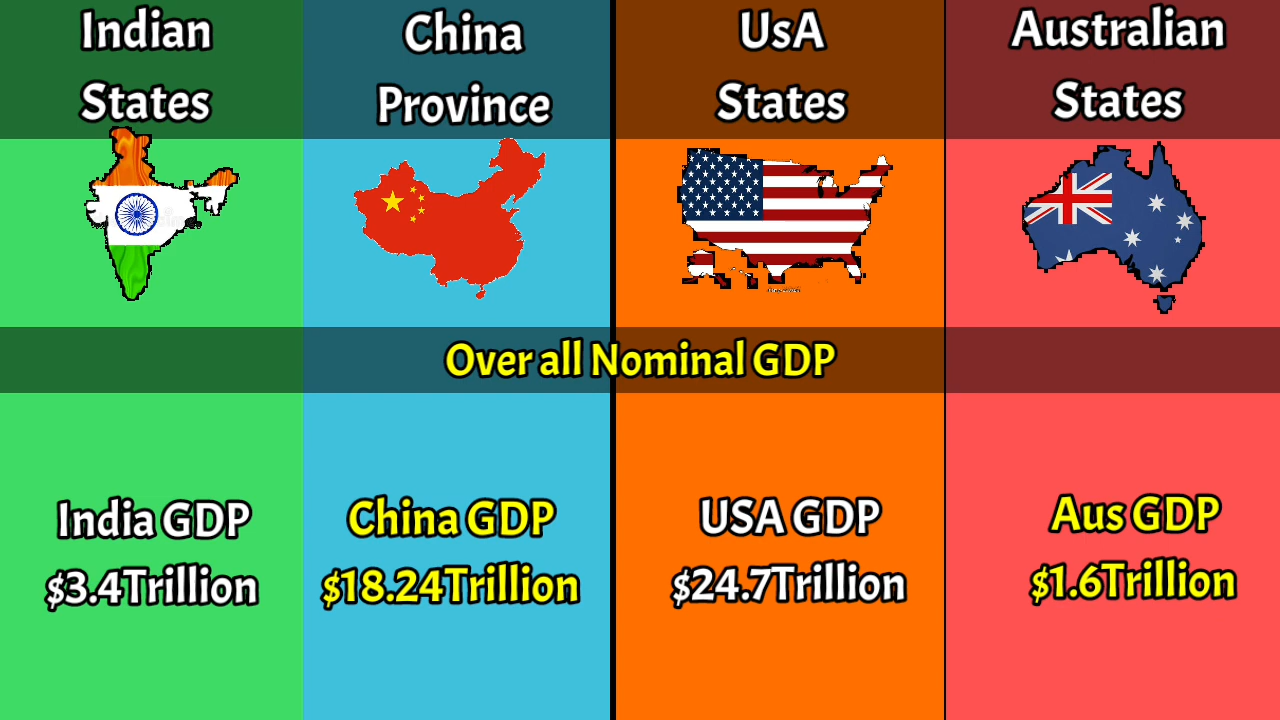 Indian
States
China
Province
UsA
States
Australian
States
Over all Nominal GDP
India GDP
$3.4Trillion
China GDP
$18.24Trillion
USA GDP
$24.7Trillion
Aus GDP
$1.6Trillion